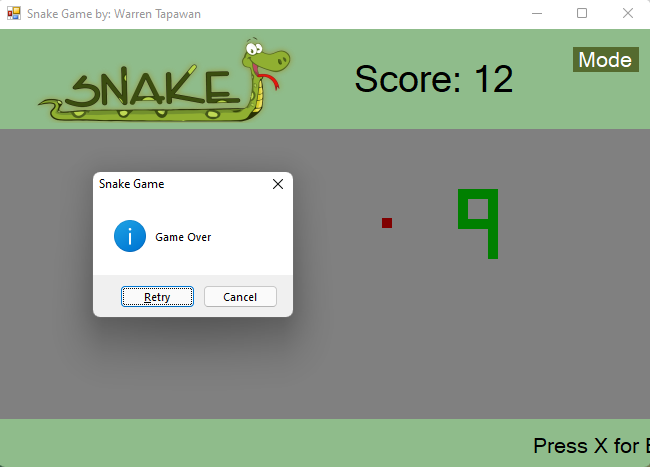 Snake Game by: Warren Tapawan
SNAKE
Score: 12
Mode
Snake Game
Game Over
Retry
Cancel
Press X for